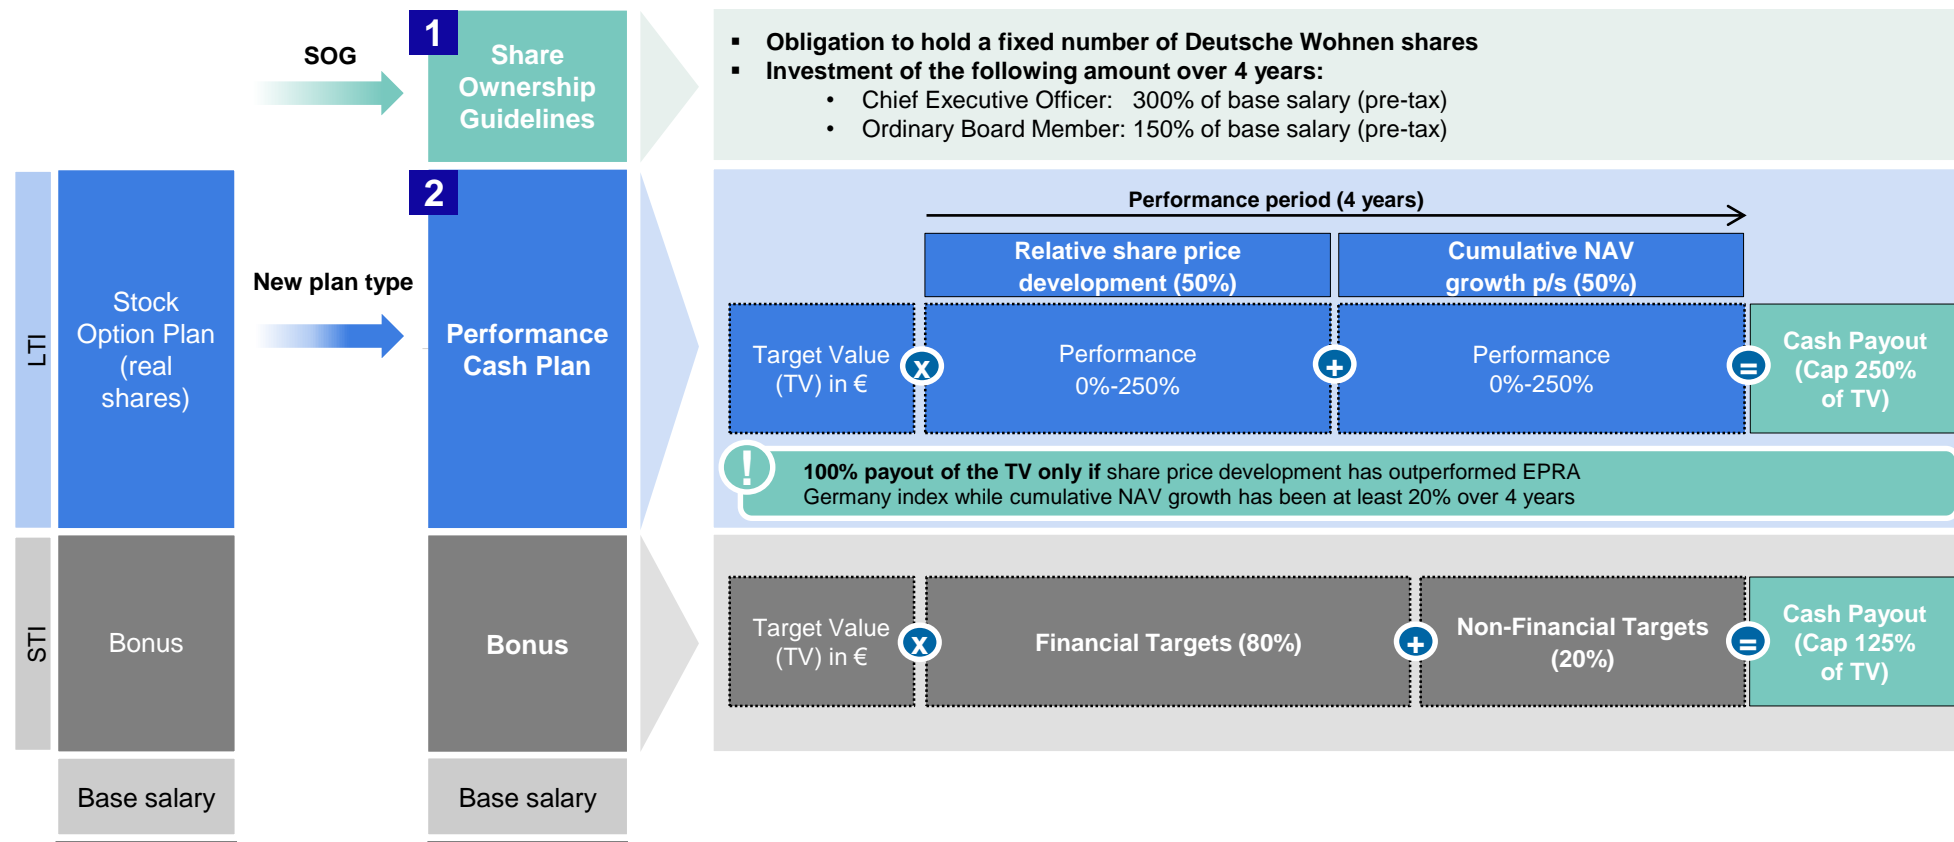 SOG
1
Share
Ownership
Guidelines
▪ Obligation to hold a fixed number of Deutsche Wohnen shares
▪ Investment of the following amount over 4 years:
• Chief Executive Officer: 300% of base salary (pre-tax)
• Ordinary Board Member: 150% of base salary (pre-tax)
LTI
Stock
Option Plan
(real
shares)
New plan type
2
Performance
Cash Plan
Performance period (4 years)
Relative share price
development (50%)
Cumulative NAV
growth p/s (50%)
Target Value
(TV) in €
x
Performance
0%-250%
+
Performance
0%-250%
=
Cash Payout
(Cap 250%
of TV)
!
100% payout of the TV only if share price development has outperformed EPRA
Germany index while cumulative NAV growth has been at least 20% over 4 years
STI
Bonus
Bonus
Target Value
(TV) in €
x
Financial Targets (80%)
+
Non-Financial Targets
(20%)
=
Cash Payout
(Cap 125%
of TV)
Base salary
Base salary